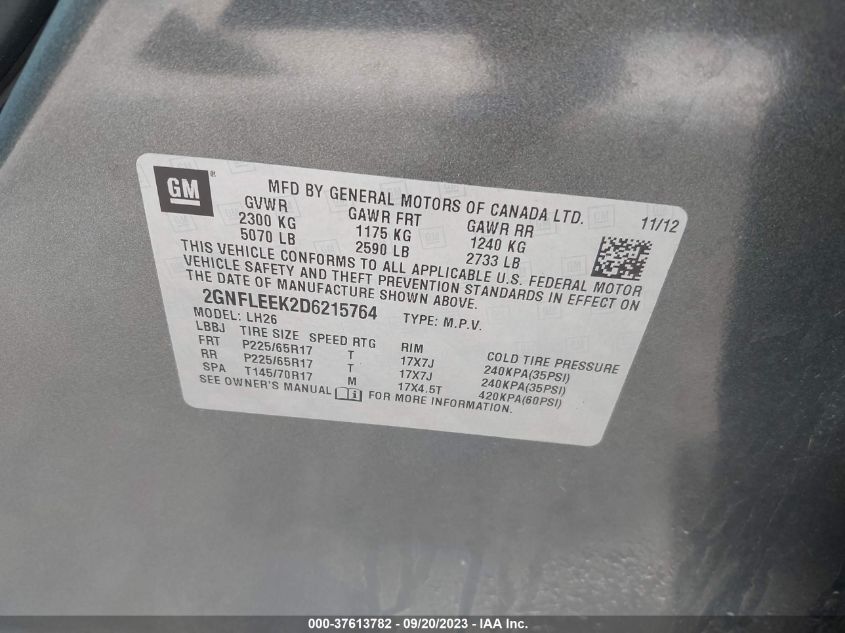 GM ®
MFD BY GENERAL MOTORS OF CANADA LTD. 11/12
GVWR GAWR FRT GAWR RR
2300 KG 1175 KG 1240 KG
5070 LB 2590 LB 2733 LB
THIS VEHICLE CONFORMS TO ALL APPLICABLE U.S. FEDERAL MOTOR
VEHICLE SAFETY AND THEFT PREVENTION STANDARDS IN EFFECT ON
THE DATE OF MANUFACTURE SHOWN ABOVE.
2GNFLEEK2D6215764 TYPE: M.P.V.
MODEL: LH26
LBBJ TIRE SIZE SPEED RTG RIM COLD TIRE PRESSURE
FRT P225/65R17 T 17X7J 240KPA(35PSI)
RR P225/65R17 T 17X7J 240KPA(35PSI)
SPA T145/70R17 M 17X4.5T 420KPA(60PSI)
SEE OWNER'S MANUAL i FOR MORE INFORMATION.
000-37613782 - 09/20/2023 - IAA Inc.